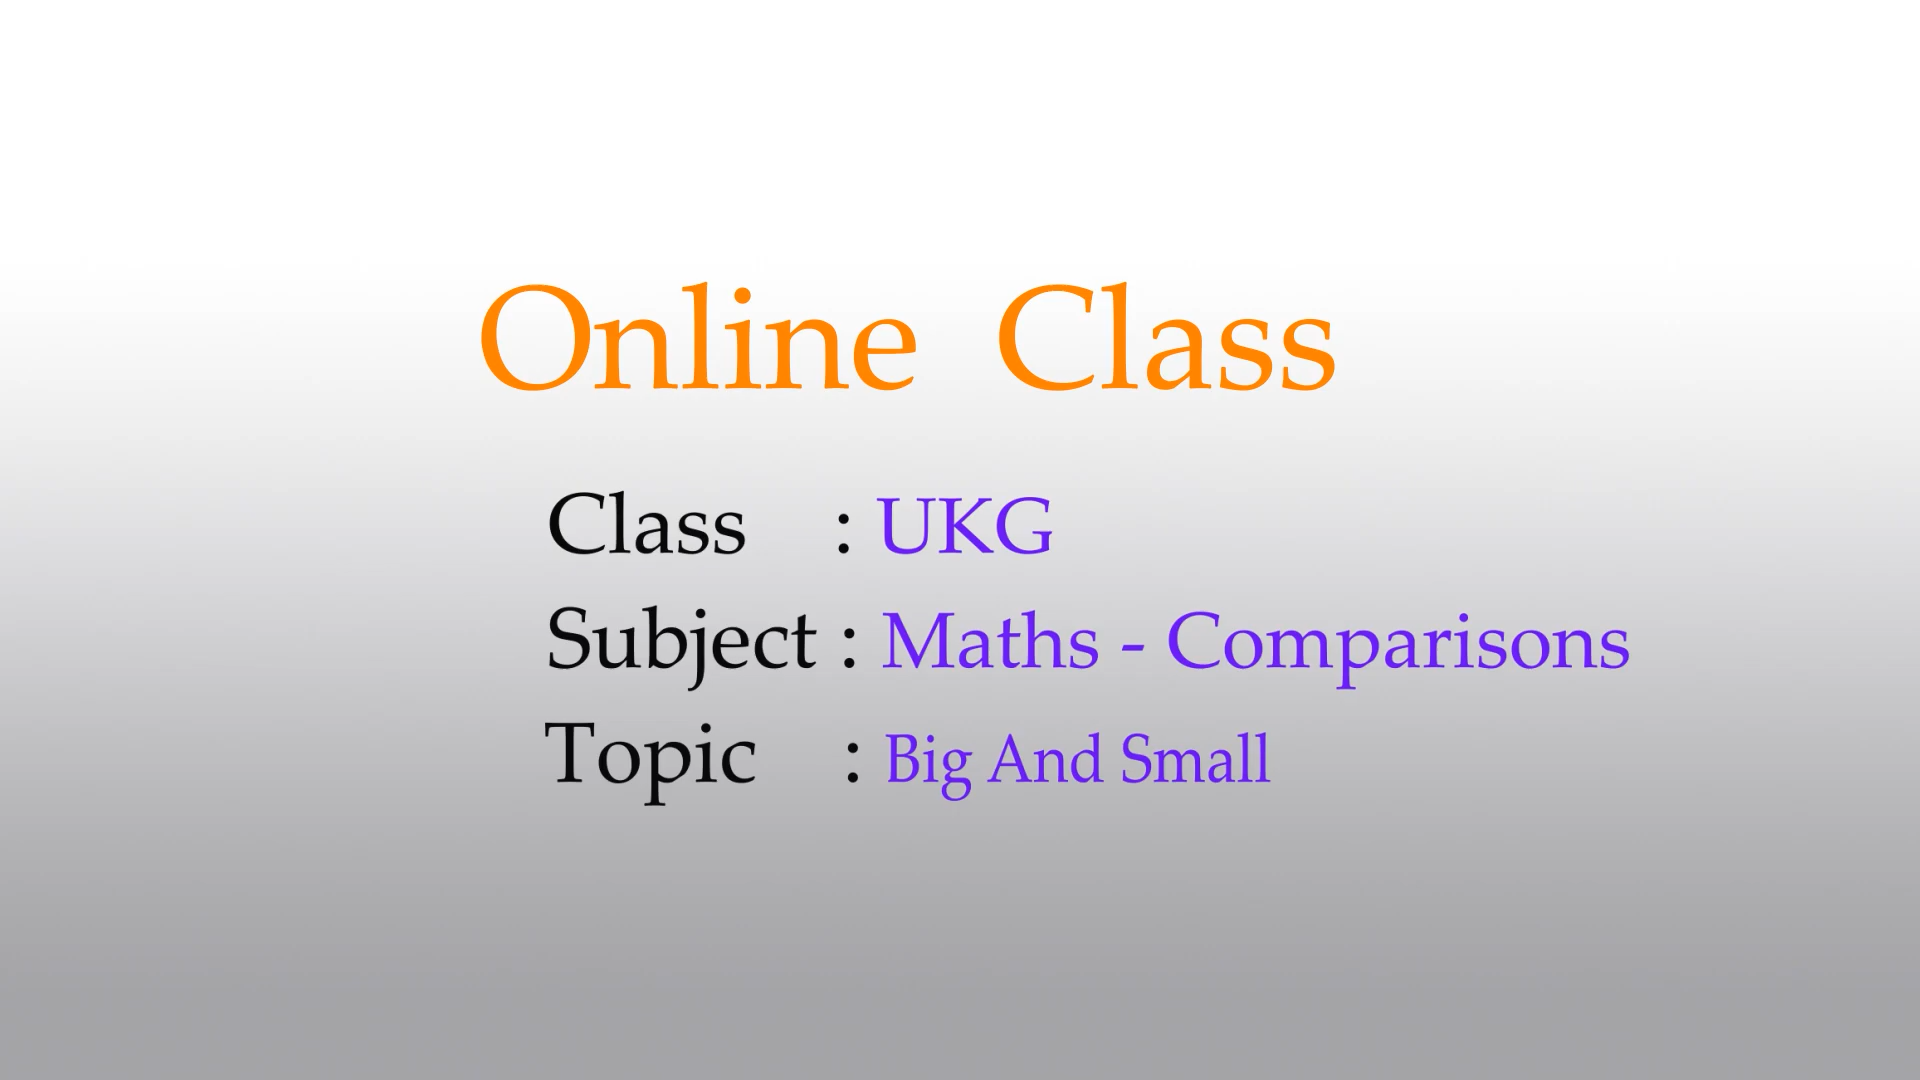 Online Class
Class : UKG
Subject : Maths - Comparisons
Topic : Big And Small